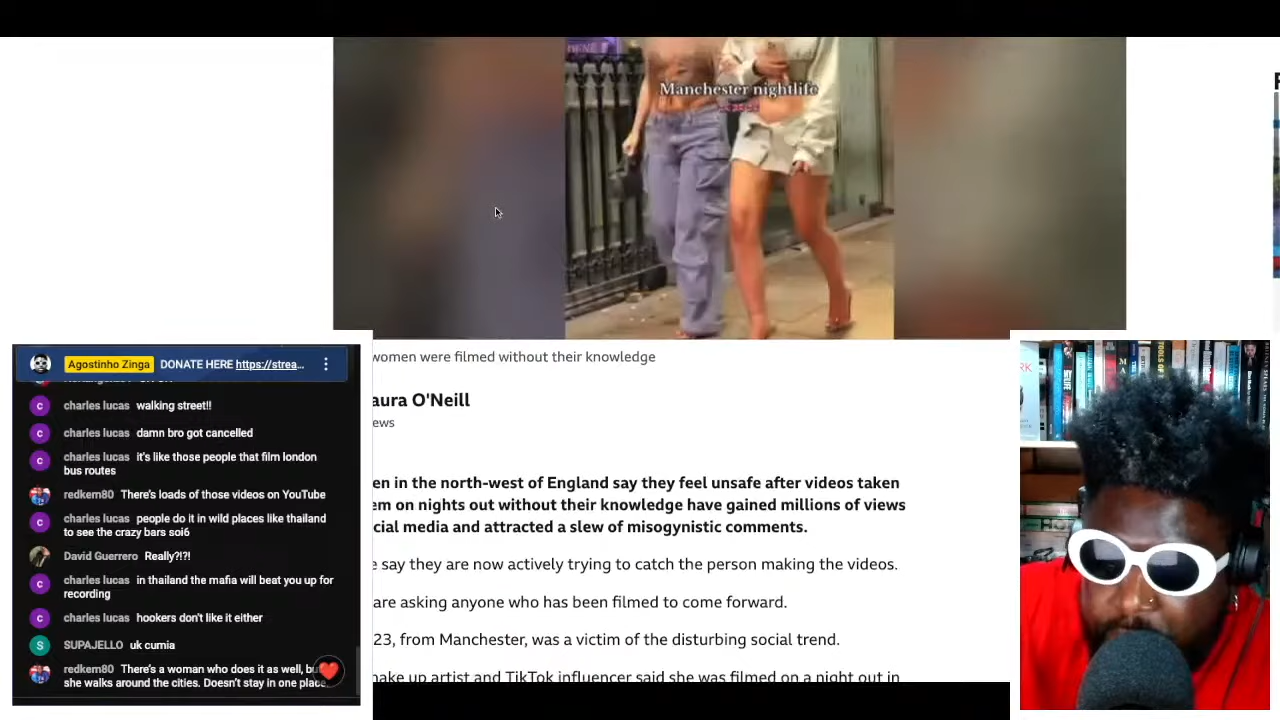 Manchester nightlife
women were filmed without their knowledge
aura O'Neill
ews
en in the north-west of England say they feel unsafe after videos taken
em on nights out without their knowledge have gained millions of views
cial media and attracted a slew of misogynistic comments.
e say they are now actively trying to catch the person making the videos.
are asking anyone who has been filmed to come forward.
23, from Manchester, was a victim of the disturbing social trend.
nake up artist and TikTok influencer said she was filmed on a night out in
Agostinho Zinga DONATE HERE https://strea...
charles lucas walking street!!
charles lucas damn bro got cancelled
charles lucas it's like those people that film london
bus routes
redkem80 There's loads of those videos on YouTube
charles lucas people do it in wild places like thailand
to see the crazy bars soi6
David Guerrero Really?!?!
charles lucas in thailand the mafia will beat you up for
recording
charles lucas hookers don't like it either
SUPAJELLO uk cumia
redkem80 There's a woman who does it as well, bu
she walks around the cities. Doesn't stay in one place